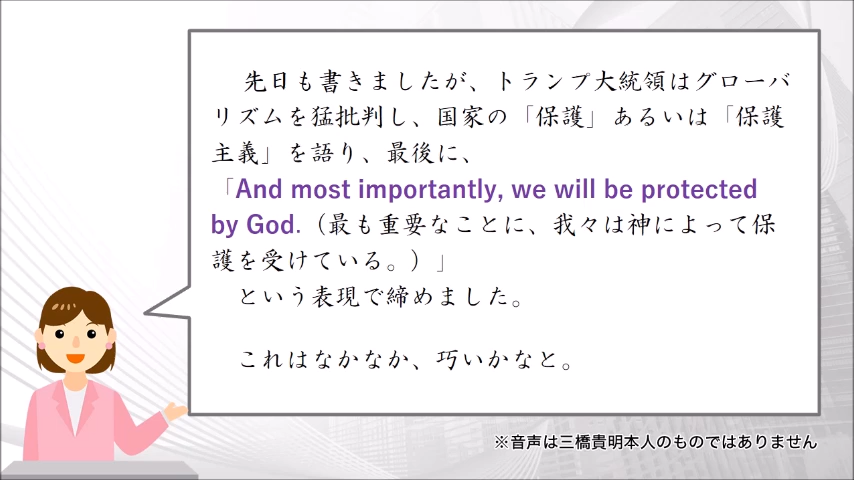 先日も書きましたが、トランプ大統領はグローバ
リズムを猛批判し、国家の「保護」あるいは「保護
主義」を語り、最後に、
「And most importantly, we will be protected
by God.（最も重要なことに、我々は神によって保
護を受けている。）」
という表現で締めました。
これはなかなか、巧いかなと。
※音声は三橋貴明本人のものではありません